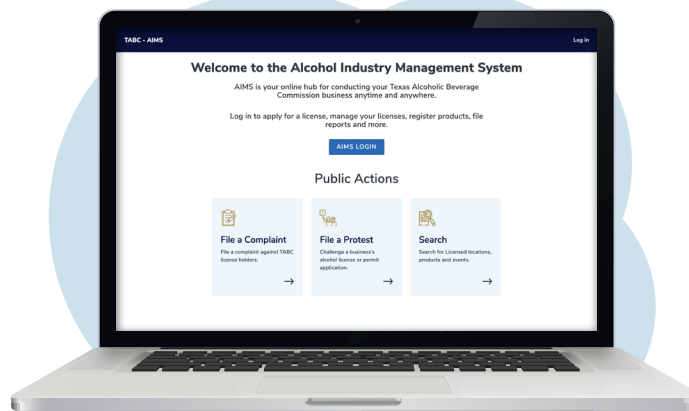 TABC - AIMS
Log in
Welcome to the Alcohol Industry Management System
AIMS is your online hub for conducting your Texas Alcoholic Beverage
Commission business anytime and anywhere.
Log in to apply for a license, manage your licenses, register products, file
reports and more.
AIMS LOGIN
Public Actions
File a Complaint
File a complaint against TABC
license holders.
File a Protest
Challenge a business's
alcohol license or permit
application.
Search
Search for Licensed locations,
products and events.